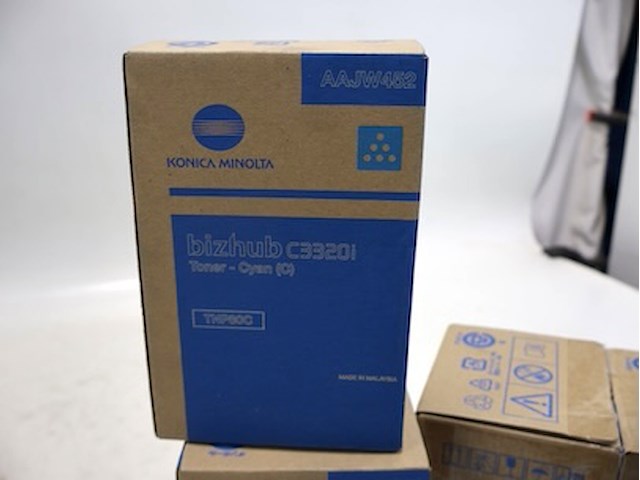 AAJW452
KONICA MINOLTA
bizhub C3320i
Toner - Cyan (C)
TNP80C
MADE IN MALAYSIA